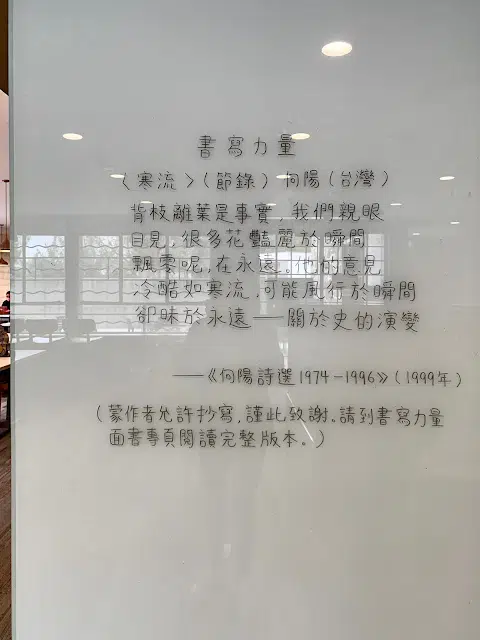 書寫力量
〈寒流〉(節錄) 向陽(台灣)
背枝離葉是事實,我們親眼
目見,很多花豔麗於瞬間
飄零呢,在永遠。他的意見
冷酷如寒流,可能風行於瞬間
卻昧於永遠——關於史的演變
——《向陽詩選1974-1996》(1999年)
(蒙作者允許抄寫,謹此致謝。請到書寫力量
面書專頁閱讀完整版本。)